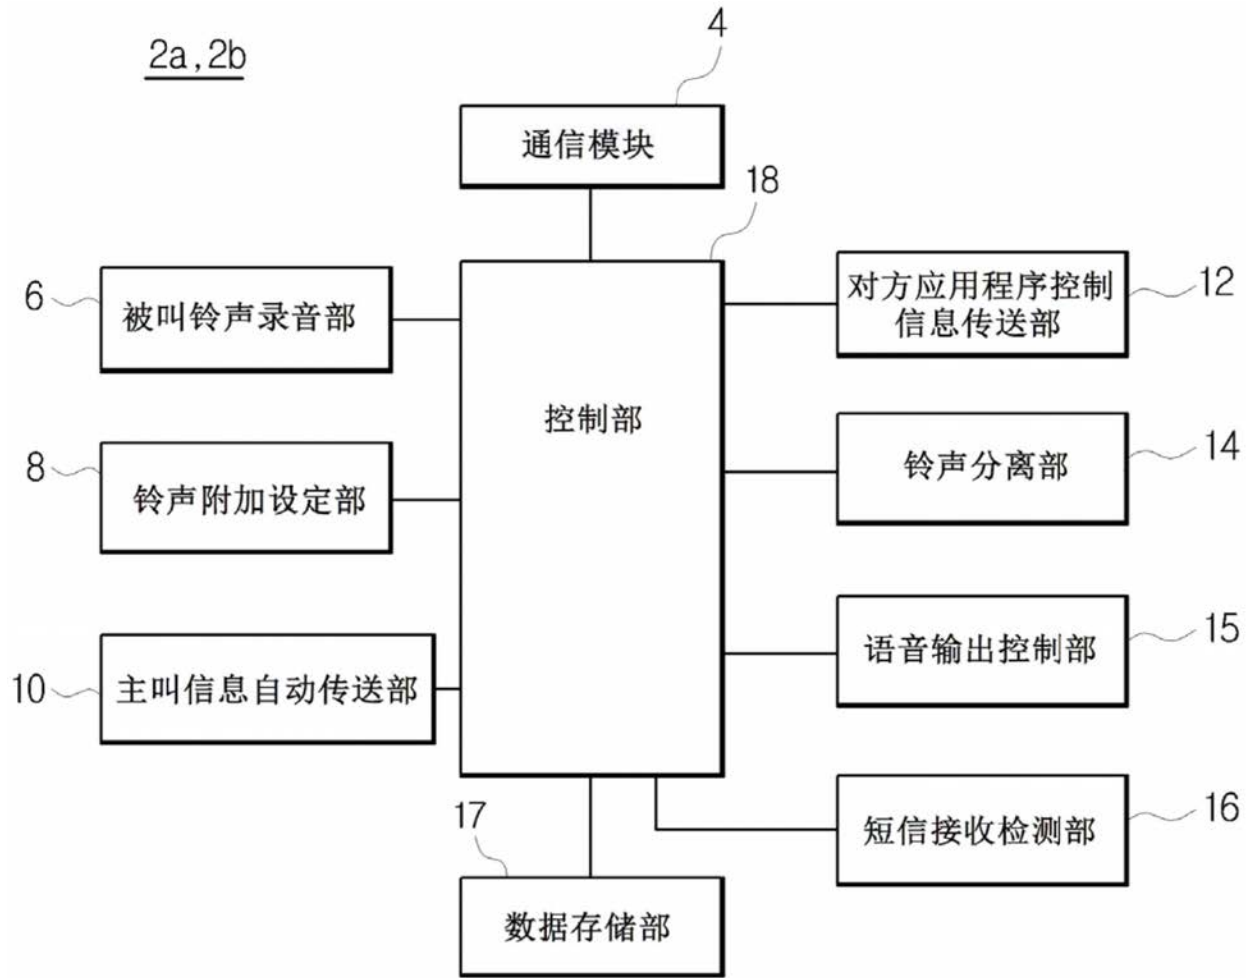 2a,2b
4
通信模块
18
6
被叫铃声录音部
对方应用程序控制
信息传送部
12
控制部
8
铃声附加设定部
铃声分离部
14
10
主叫信息自动传送部
语音输出控制部
15
17
短信接收检测部
16
数据存储部